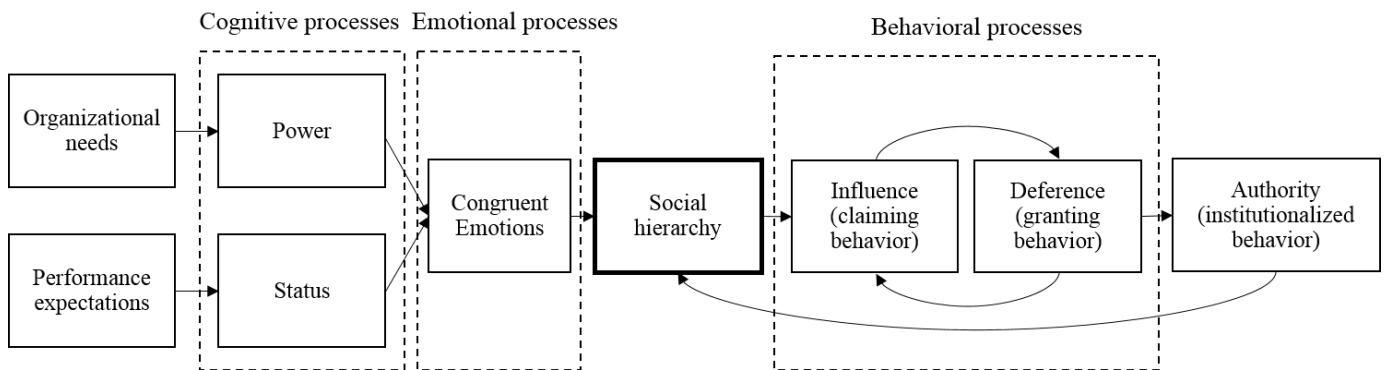 Cognitive processes
Emotional processes
Behavioral processes
Organizational
needs
Power
Congruent
Emotions
Social
hierarchy
Influence
(claiming
behavior)
Deference
(granting
behavior)
Authority
(institutionalized
behavior)
Performance
expectations
Status